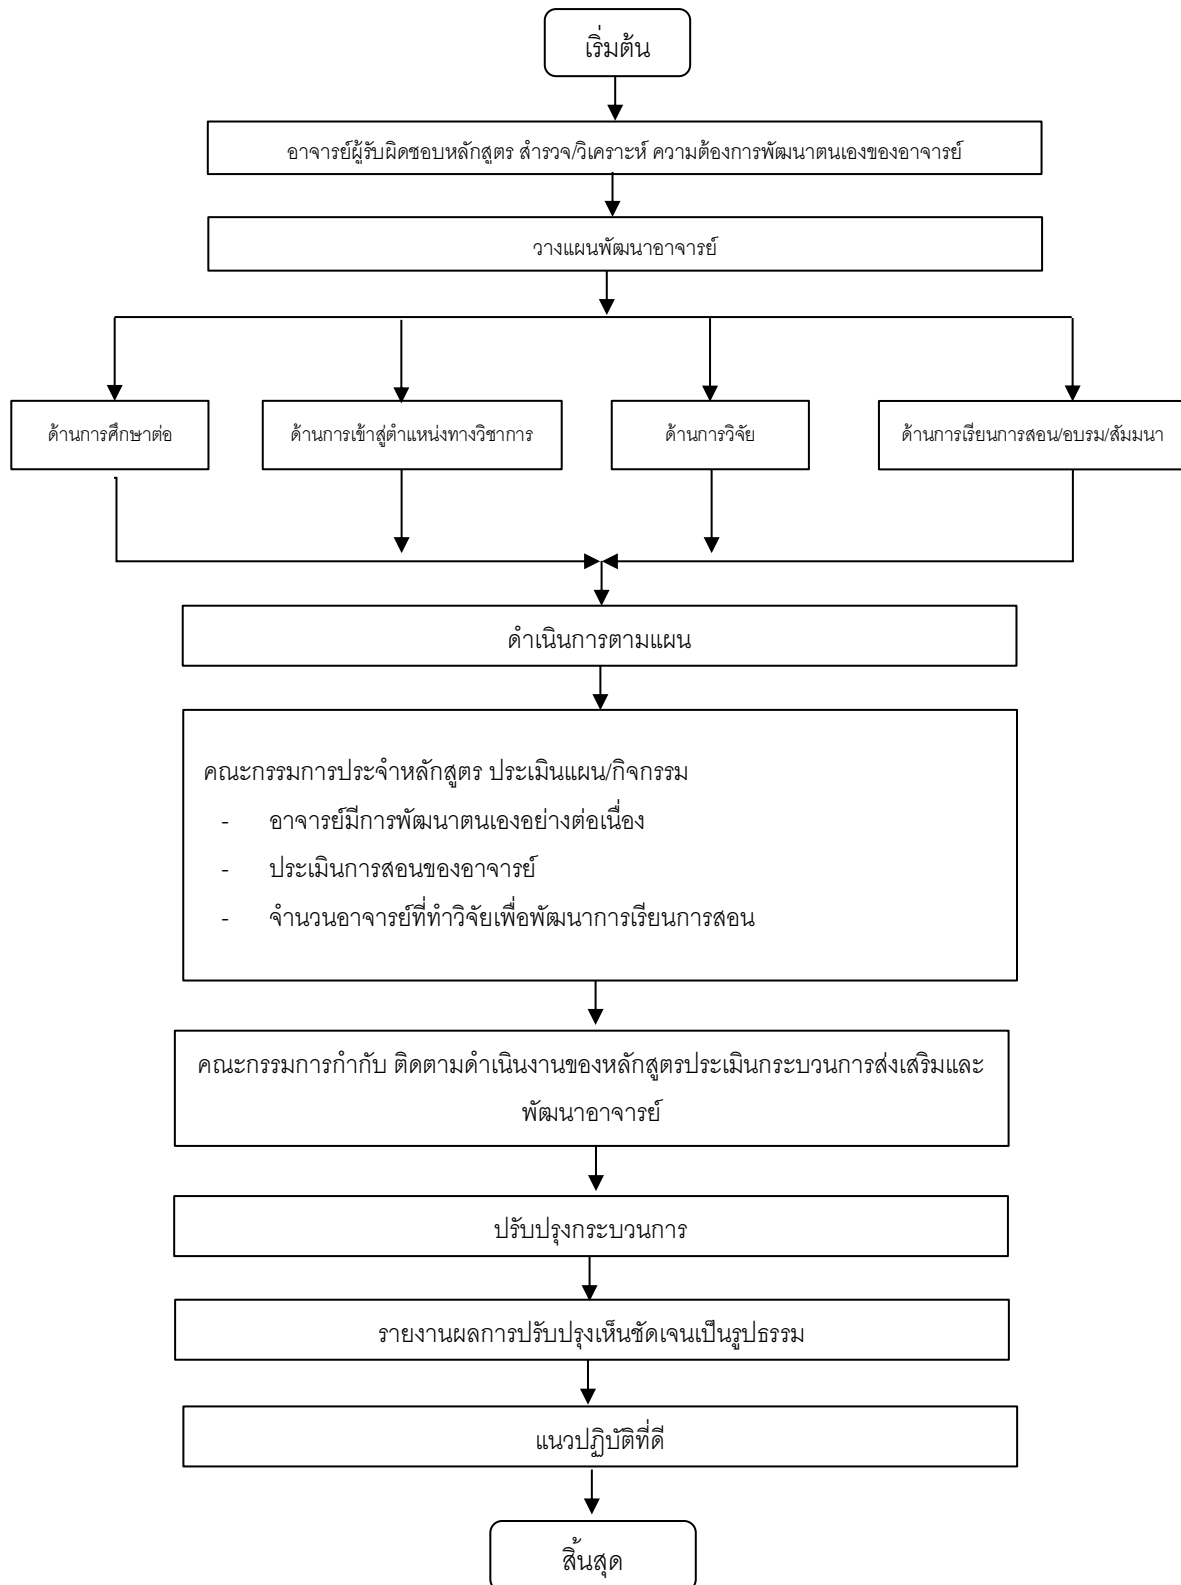 เริ่มต้น
อาจารย์ผู้รับผิดชอบหลักสูตร สำรวจ/วิเคราะห์ ความต้องการพัฒนาตนเองของอาจารย์
วางแผนพัฒนาอาจารย์
ด้านการศึกษาต่อ
ด้านการเข้าสู่ตำแหน่งทางวิชาการ
ด้านการวิจัย
ด้านการเรียนการสอน/อบรม/สัมมนา
ดำเนินการตามแผน
คณะกรรมการประจำหลักสูตร ประเมินแผน/กิจกรรม
- อาจารย์มีการพัฒนาตนเองอย่างต่อเนื่อง
- ประเมินการสอนของอาจารย์
- จำนวนอาจารย์ที่ทำวิจัยเพื่อพัฒนาการเรียนการสอน
คณะกรรมการกำกับ ติดตามดำเนินงานของหลักสูตรประเมินกระบวนการส่งเสริมและ
พัฒนาอาจารย์
ปรับปรุงกระบวนการ
รายงานผลการปรับปรุงเห็นชัดเจนเป็นรูปธรรม
แนวปฏิบัติที่ดี
สิ้นสุด